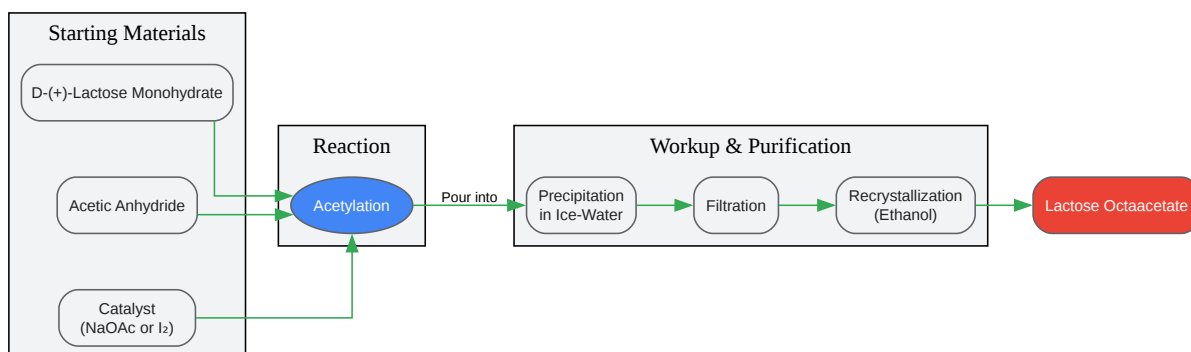 Starting Materials
D-(+)-Lactose Monohydrate
Acetic Anhydride
Catalyst
(NaOAc or I₂)
Reaction
Acetylation
Pour into
Workup & Purification
Precipitation
in Ice-Water
Filtration
Recrystallization
(Ethanol)
Lactose Octaacetate